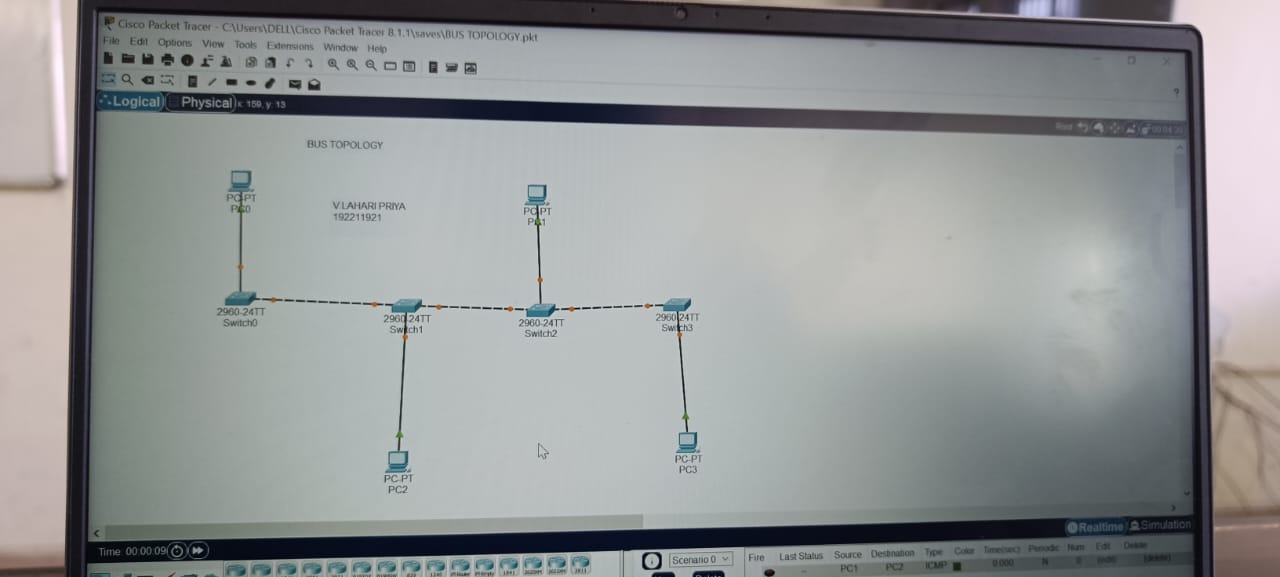 Cisco Packet Tracer - C:\Users\DELL\Cisco Packet Tracer 8.1.1\saves\BUS TOPOLOGY.pkt
File Edit Options View Tools Extensions Window Help
Logical Physical x: 159, y: 13
Root
BUS TOPOLOGY
PC-PT
PC0
V.LAHARI PRIYA
192211921
PC-PT
PC1
2960-24TT
Switch0
2960-24TT
Switch1
2960-24TT
Switch2
2960-24TT
Switch3
PC-PT
PC2
PC-PT
PC3
Realtime Simulation
Time: 00:00:09
Scenario 0
Fire Last Status Source Destination Type Color Time(sec) Periodic Num Edit Delete
-- PC1 PC2 ICMP 0.000 N 0 (edit) (delete)